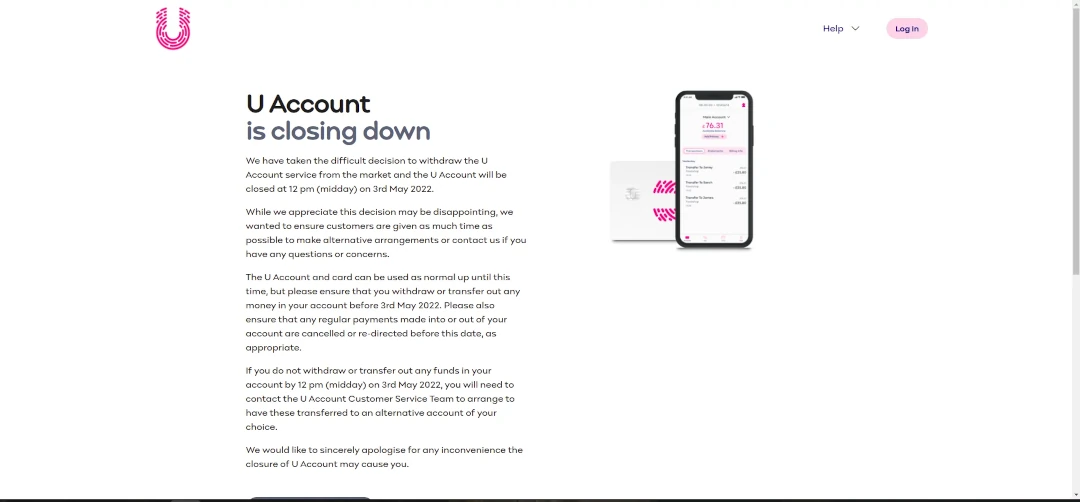 Help
Log In
U Account
is closing down
We have taken the difficult decision to withdraw the U
Account service from the market and the U Account will be
closed at 12 pm (midday) on 3rd May 2022.
While we appreciate this decision may be disappointing, we
wanted to ensure customers are given as much time as
possible to make alternative arrangements or contact us if you
have any questions or concerns.
The U Account and card can be used as normal up until this
time, but please ensure that you withdraw or transfer out any
money in your account before 3rd May 2022. Please also
ensure that any regular payments made into or out of your
account are cancelled or re-directed before this date, as
appropriate.
If you do not withdraw or transfer out any funds in your
account by 12 pm (midday) on 3rd May 2022, you will need to
contact the U Account Customer Service Team to arrange to
have these transferred to an alternative account of your
choice.
We would like to sincerely apologise for any inconvenience the
closure of U Account may cause you.
£76.31